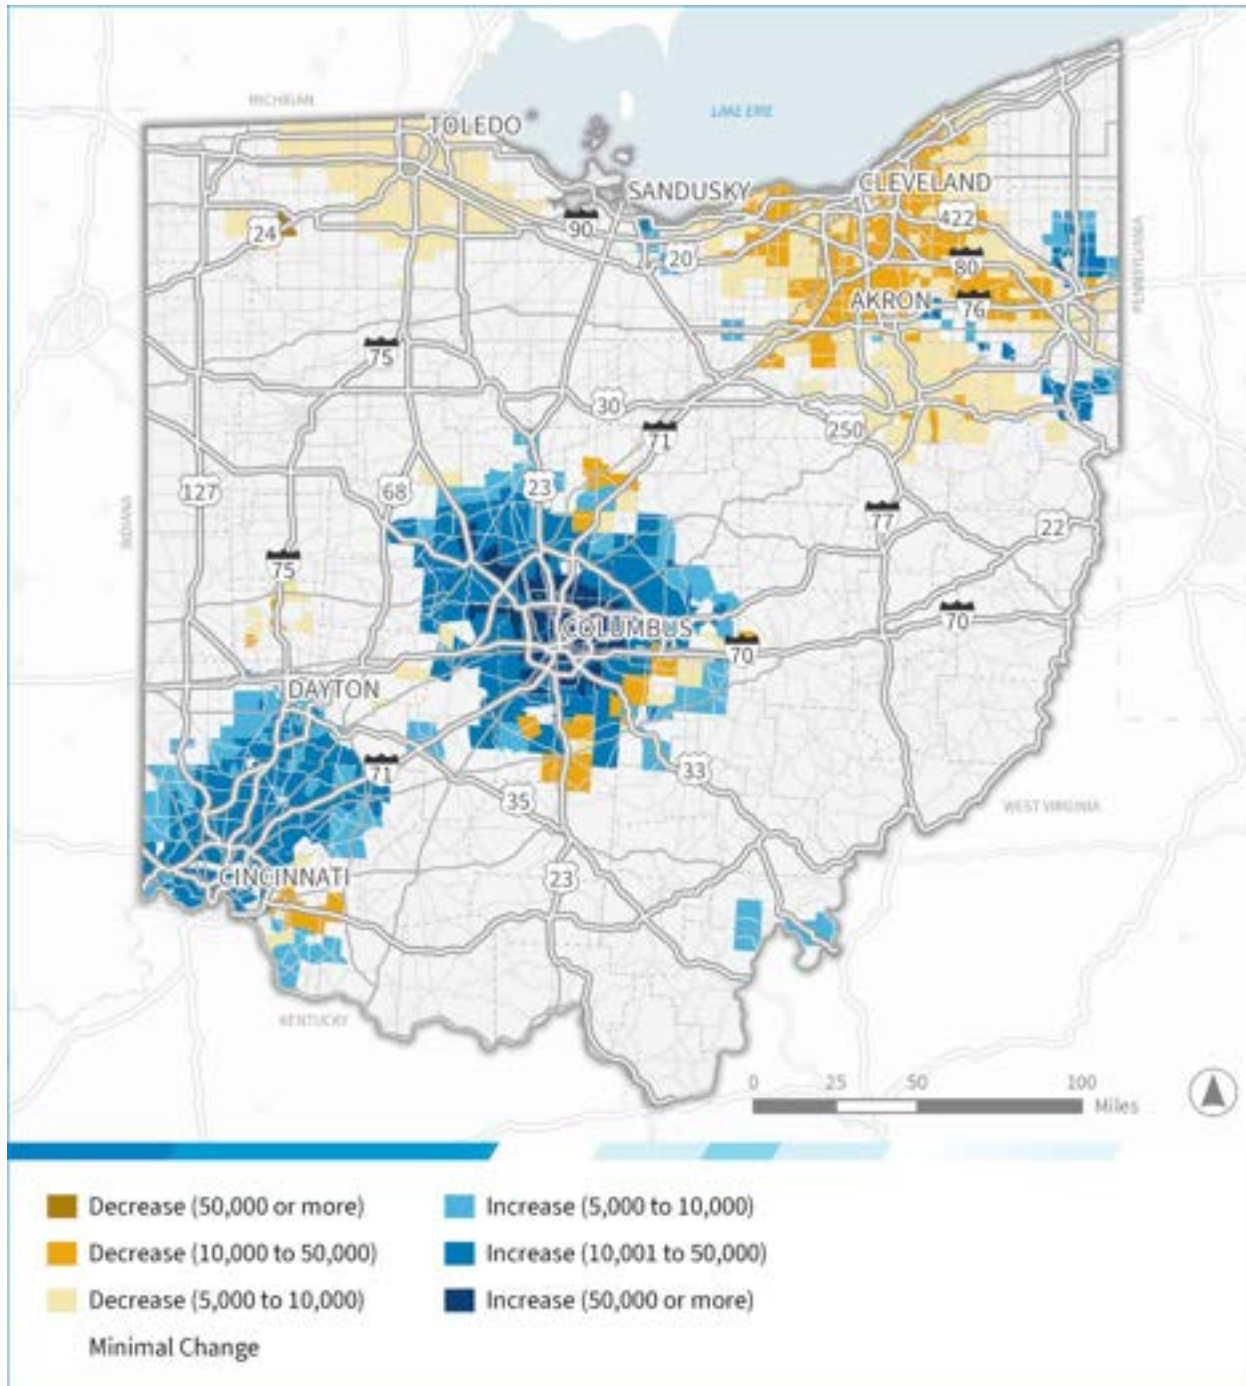 MICHIGAN
LAKE ERIE
TOLEDO
CLEVELAND
SANDUSKY
422
24
90
20
80
PENNSYLVANIA
AKRON
76
75
30
71
250
127
68
23
77
INDIANA
22
75
COLUMBUS
70
70
DAYTON
71
33
35
WEST VIRGINIA
CINCINNATI
23
KENTUCKY
0 25 50 100
Miles
Decrease (50,000 or more)
Decrease (10,000 to 50,000)
Decrease (5,000 to 10,000)
Minimal Change
Increase (5,000 to 10,000)
Increase (10,001 to 50,000)
Increase (50,000 or more)